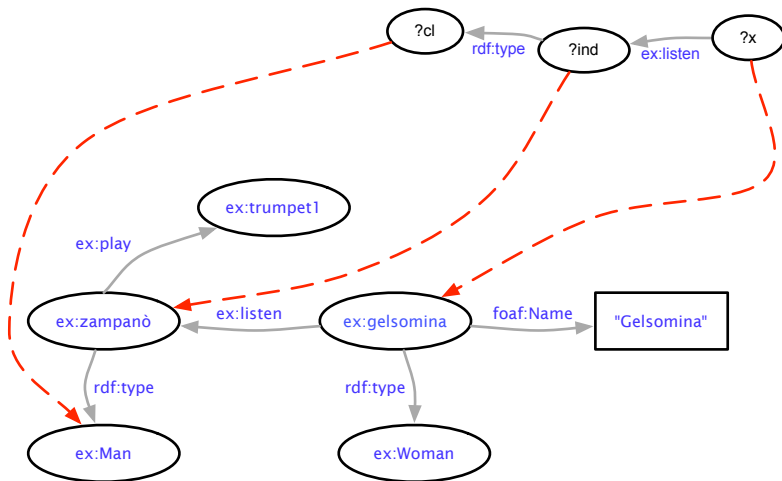 ?cl
rdf:type
?ind
ex:listen
?x
ex:trumpet1
ex:play
ex:zampanò
ex:listen
ex:gelsomina
foaf:Name
"Gelsomina"
rdf:type
rdf:type
ex:Man
ex:Woman